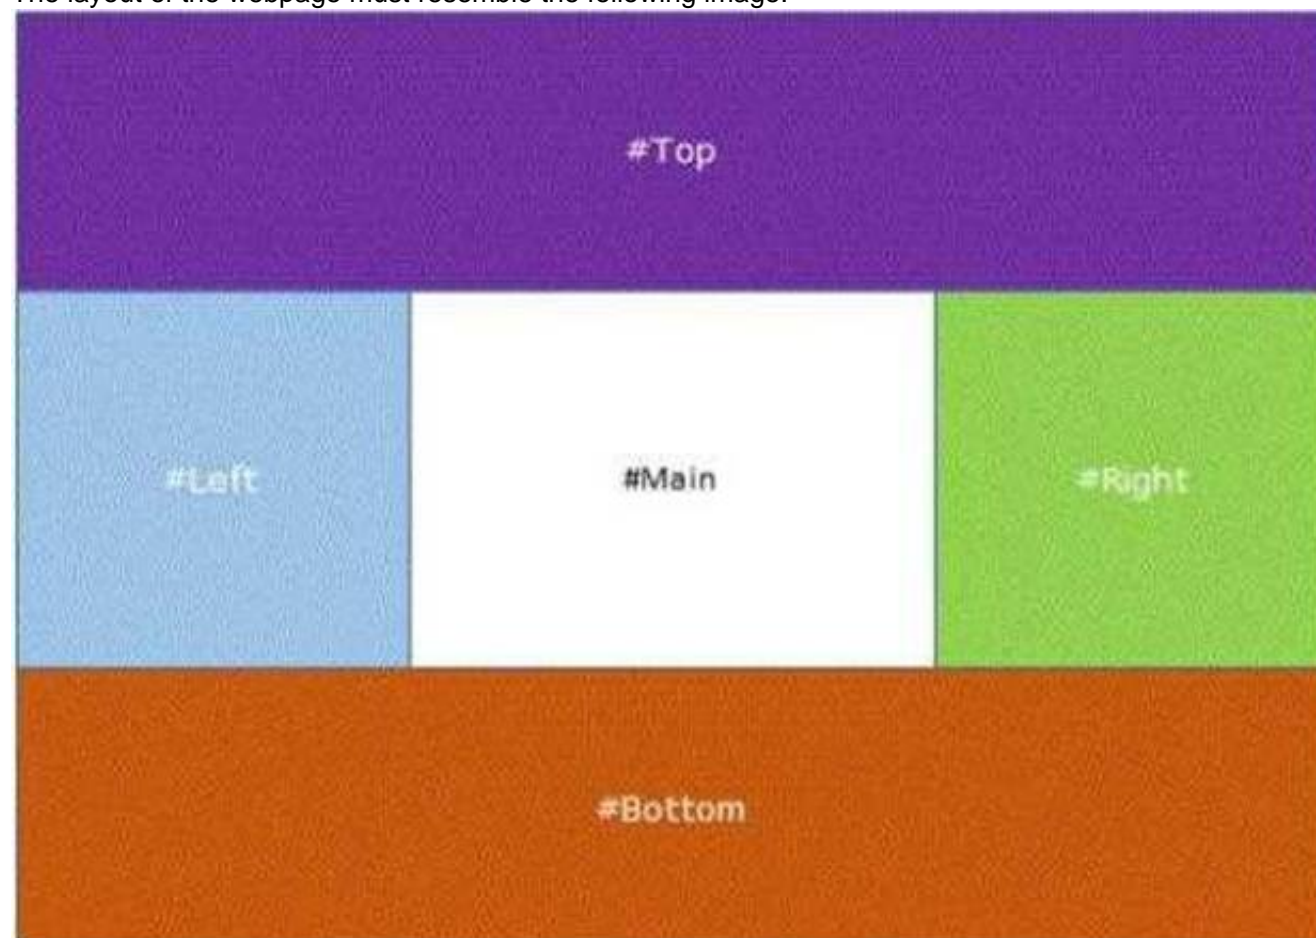 The layout of the webpage must resemble the following image.
#Top
#Left
#Main
#Right
#Bottom